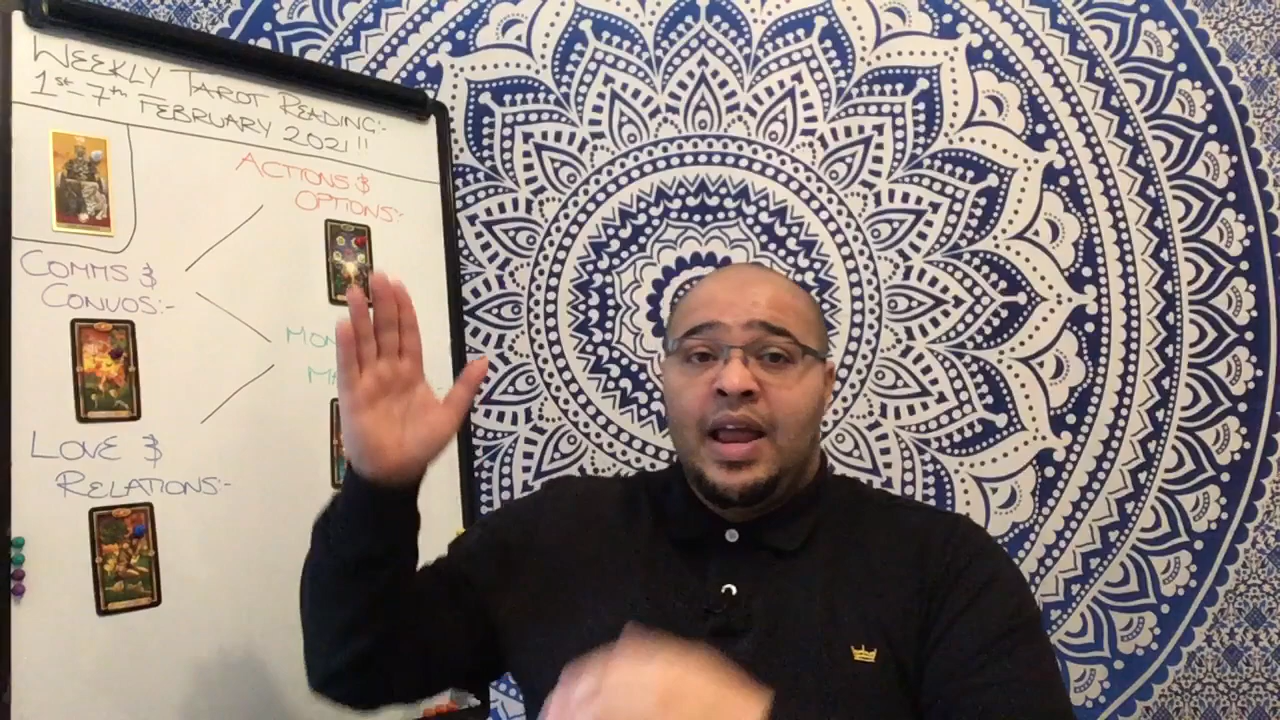 WEEKLY TAROT READING:-
1st - 7th FEBRUARY 2021!!
ACTIONS &
OPTIONS:-
COMMS &
CONVOS:-
LOVE &
RELATIONS:-